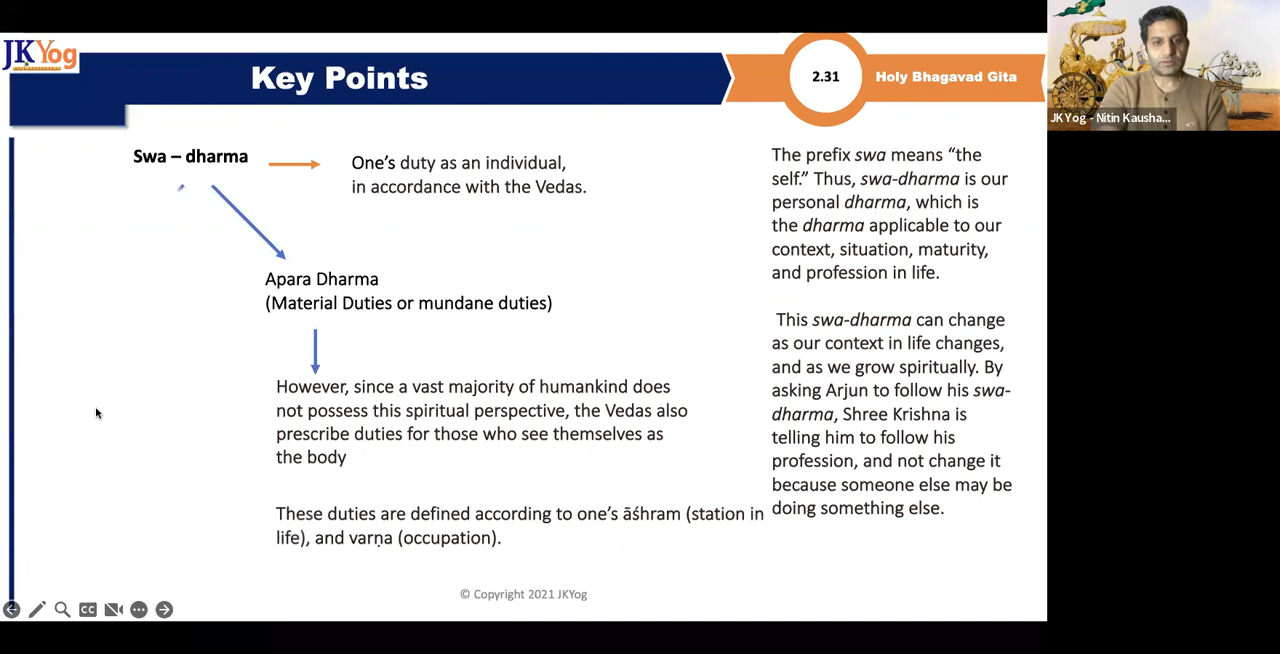 JKYog
Key Points
2.31
Holy Bhagavad Gita
JKYog - Nitin Kausha...
Swa – dharma
One's duty as an individual,
in accordance with the Vedas.
Apara Dharma
(Material Duties or mundane duties)
However, since a vast majority of humankind does
not possess this spiritual perspective, the Vedas also
prescribe duties for those who see themselves as
the body
These duties are defined according to one's āśhram (station in
life), and varṇa (occupation).
The prefix swa means “the
self.” Thus, swa-dharma is our
personal dharma, which is
the dharma applicable to our
context, situation, maturity,
and profession in life.
This swa-dharma can change
as our context in life changes,
and as we grow spiritually. By
asking Arjun to follow his swa-
dharma, Shree Krishna is
telling him to follow his
profession, and not change it
because someone else may be
doing something else.
© Copyright 2021 JKYog
CC